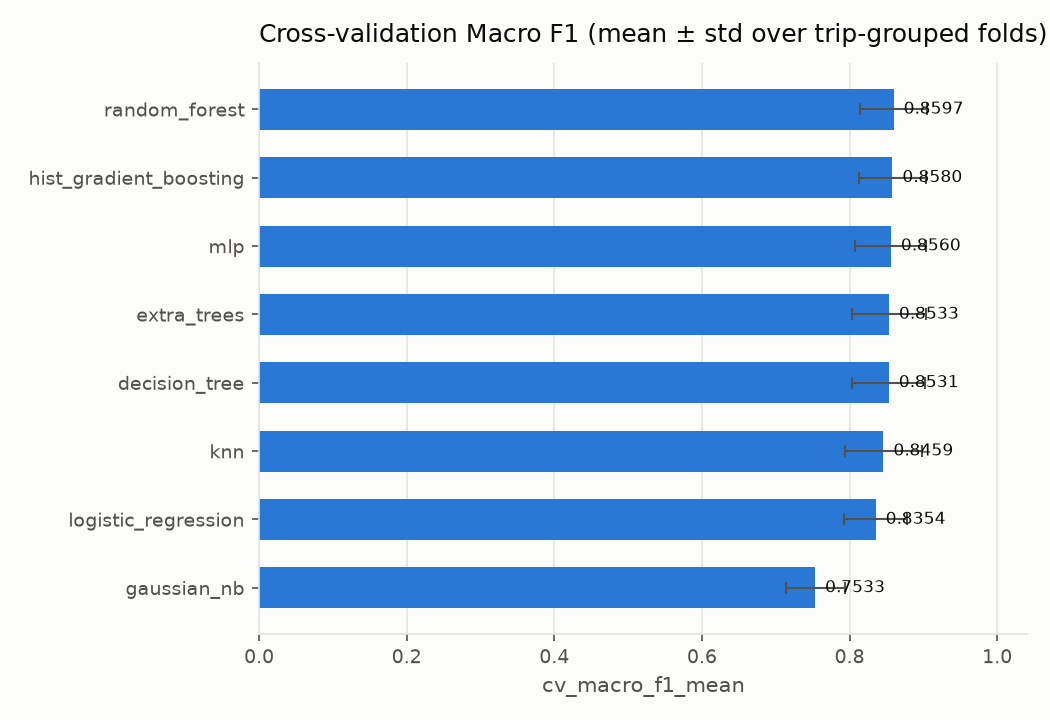 Cross-validation Macro F1 (mean ± std over trip-grouped folds)
random_forest 0.8597
hist_gradient_boosting 0.8580
mlp 0.8560
extra_trees 0.8533
decision_tree 0.8531
knn 0.8459
logistic_regression 0.8354
gaussian_nb 0.7533
0.0 0.2 0.4 0.6 0.8 1.0
cv_macro_f1_mean